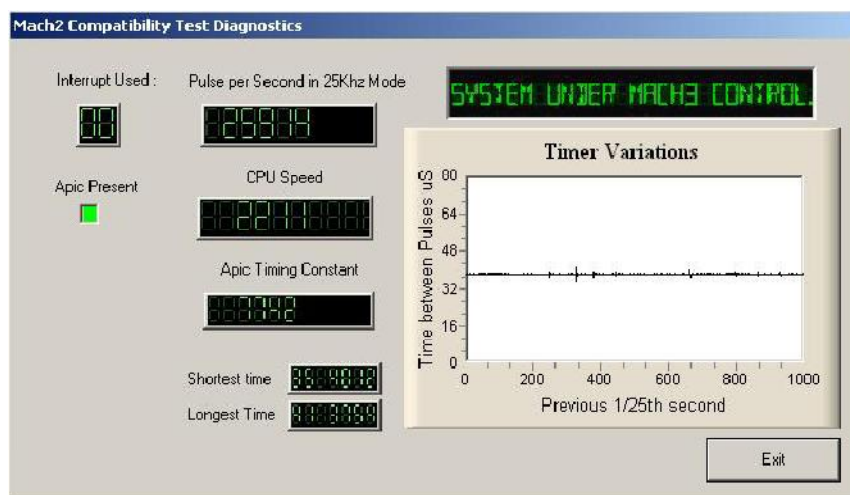 Mach2 Compatibility Test Diagnostics
Interrupt Used :
Pulse per Second in 25Khz Mode
SYSTEM UNDER MACH3 CONTROL.
Apic Present
CPU Speed
2211
Apic Timing Constant
Shortest time
Longest Time
Timer Variations
Time between Pulses uS
80
64
48
32
16
0
0
200
400
600
800
1000
Previous 1/25th second
Exit